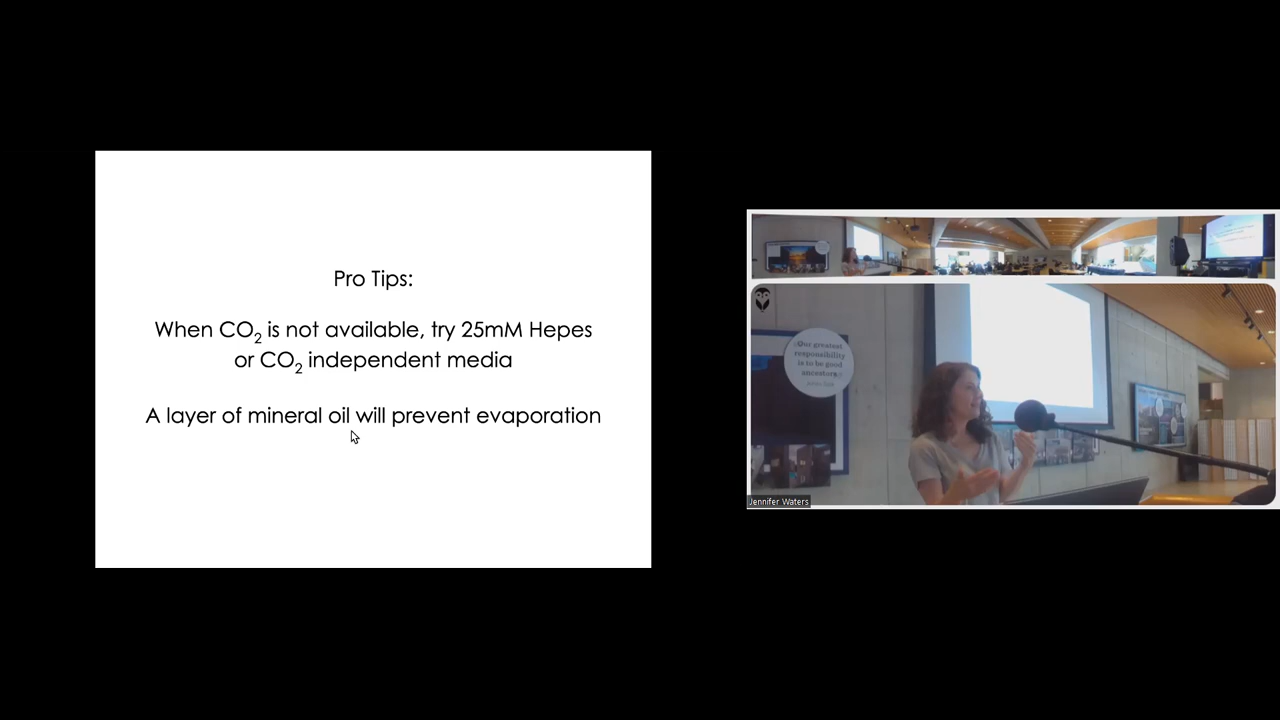 Pro Tips:
When CO₂ is not available, try 25mM Hepes
or CO₂ independent media
A layer of mineral oil will prevent evaporation
Our greatest
responsibility
is to be good
ancestors
Jennifer Waters